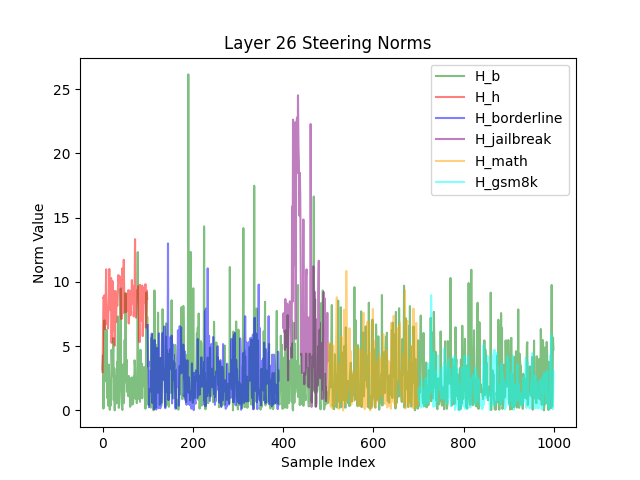 Layer 26 Steering Norms
H_b
H_h
H_borderline
H_jailbreak
H_math
H_gsm8k
Norm Value
25
20
15
10
5
0
0
200
400
600
800
1000
Sample Index